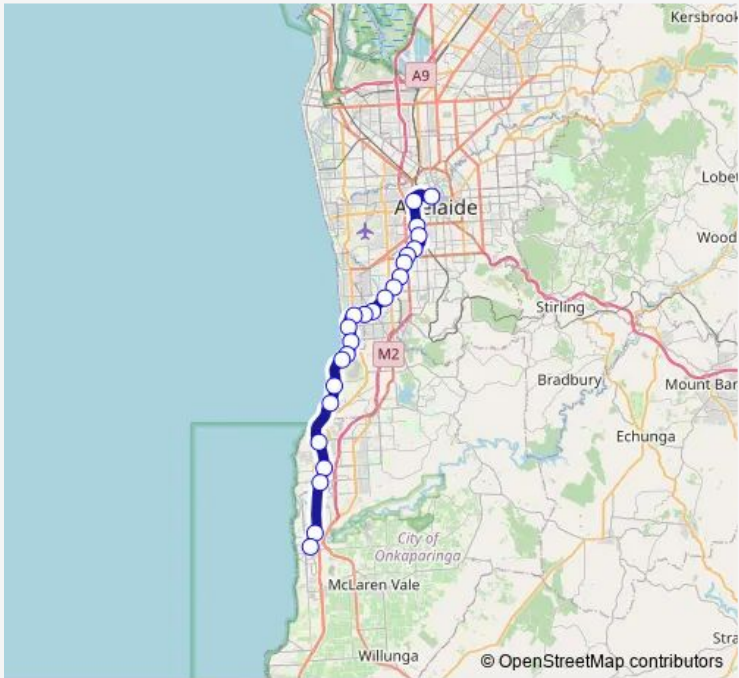 Kersbrook
A9
Lobet
Adelaide
Wood
Stirling
M2
Bradbury
Mount Bar
Echunga
City of
Onkaparinga
McLaren Vale
Stra
Willunga
© OpenStreetMap contributors